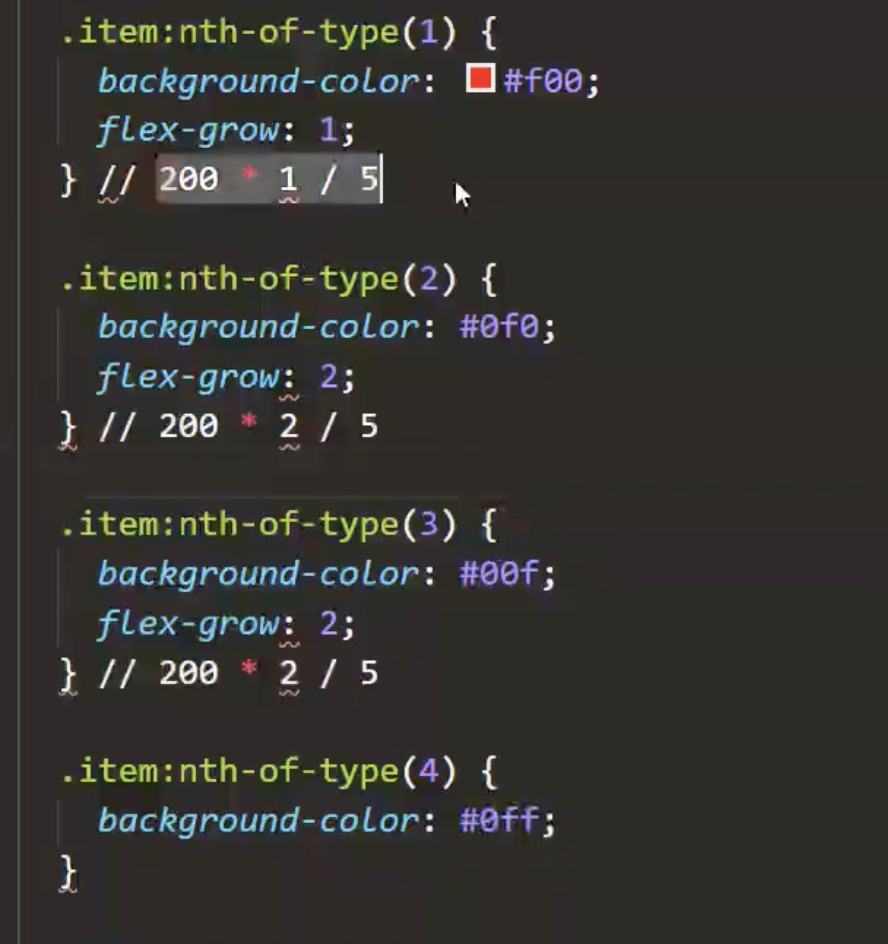 .item:nth-of-type(1) {
  background-color: #f00;
  flex-grow: 1;
} // 200 * 1 / 5
.item:nth-of-type(2) {
  background-color: #0f0;
  flex-grow: 2;
} // 200 * 2 / 5
.item:nth-of-type(3) {
  background-color: #00f;
  flex-grow: 2;
} // 200 * 2 / 5
.item:nth-of-type(4) {
  background-color: #0ff;
}